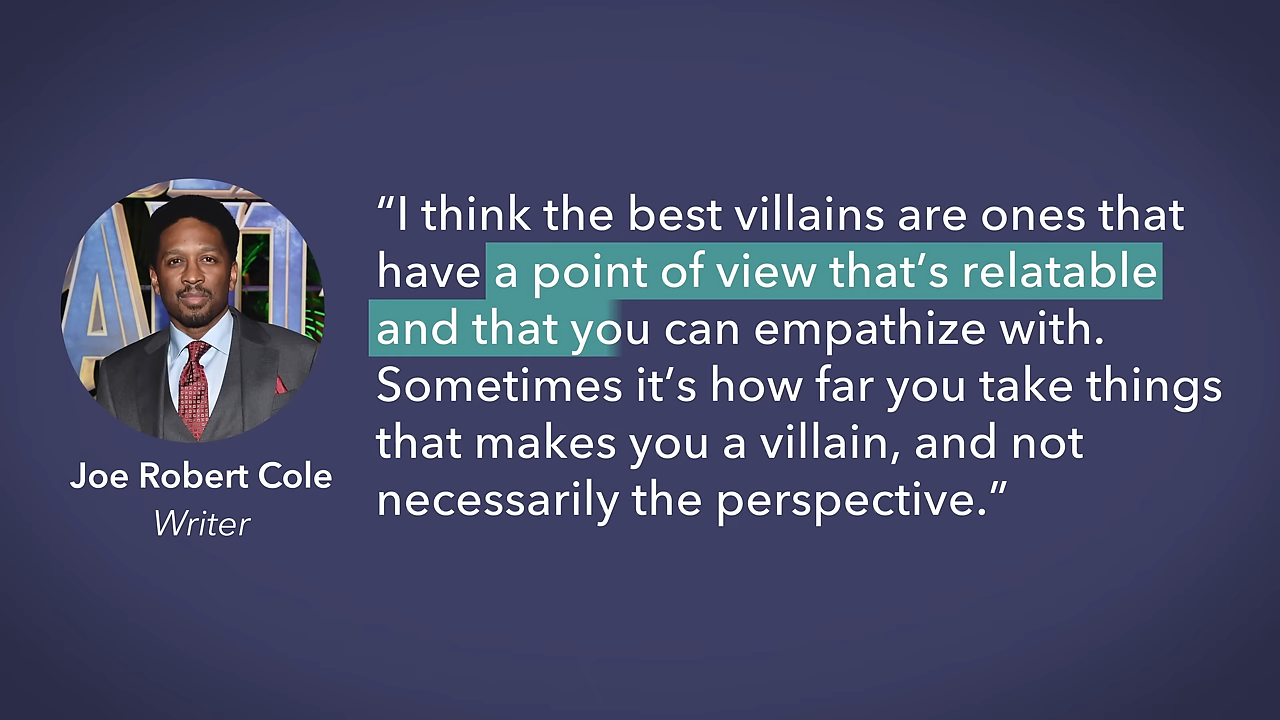 “I think the best villains are ones that
have a point of view that’s relatable
and that you can empathize with.
Sometimes it’s how far you take things
that makes you a villain, and not
necessarily the perspective.”
Joe Robert Cole
Writer